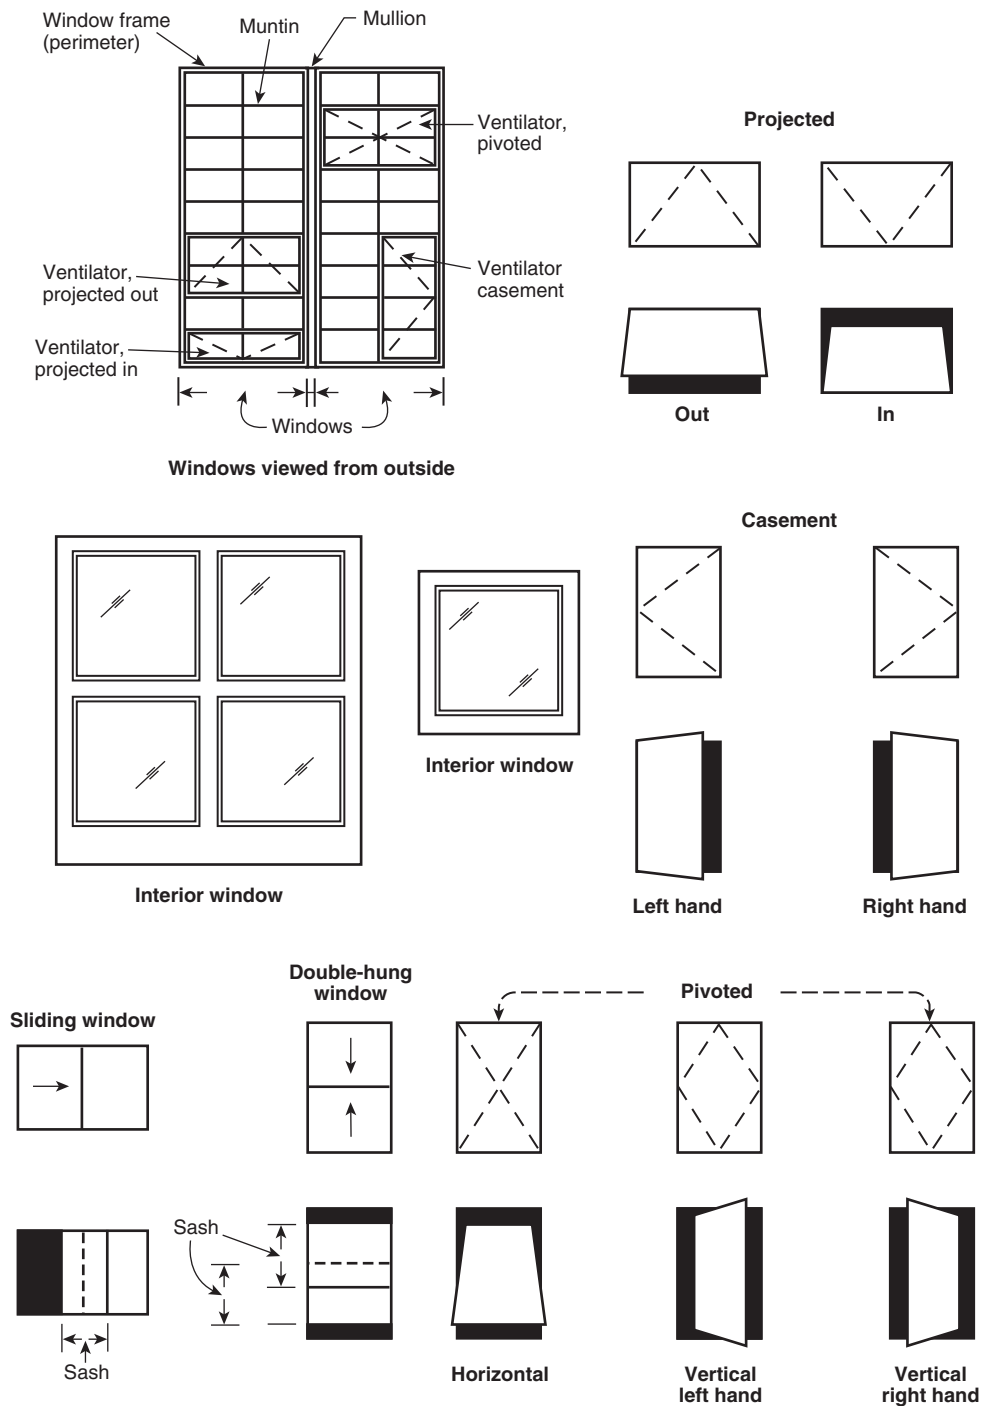 Window frame
(perimeter)
Muntin
Mullion
Ventilator,
pivoted
Ventilator,
projected out
Ventilator
casement
Ventilator,
projected in
Windows
Windows viewed from outside
Projected
Out
In
Interior window
Interior window
Casement
Left hand
Right hand
Sliding window
Sash
Double-hung
window
Sash
Pivoted
Horizontal
Vertical
left hand
Vertical
right hand